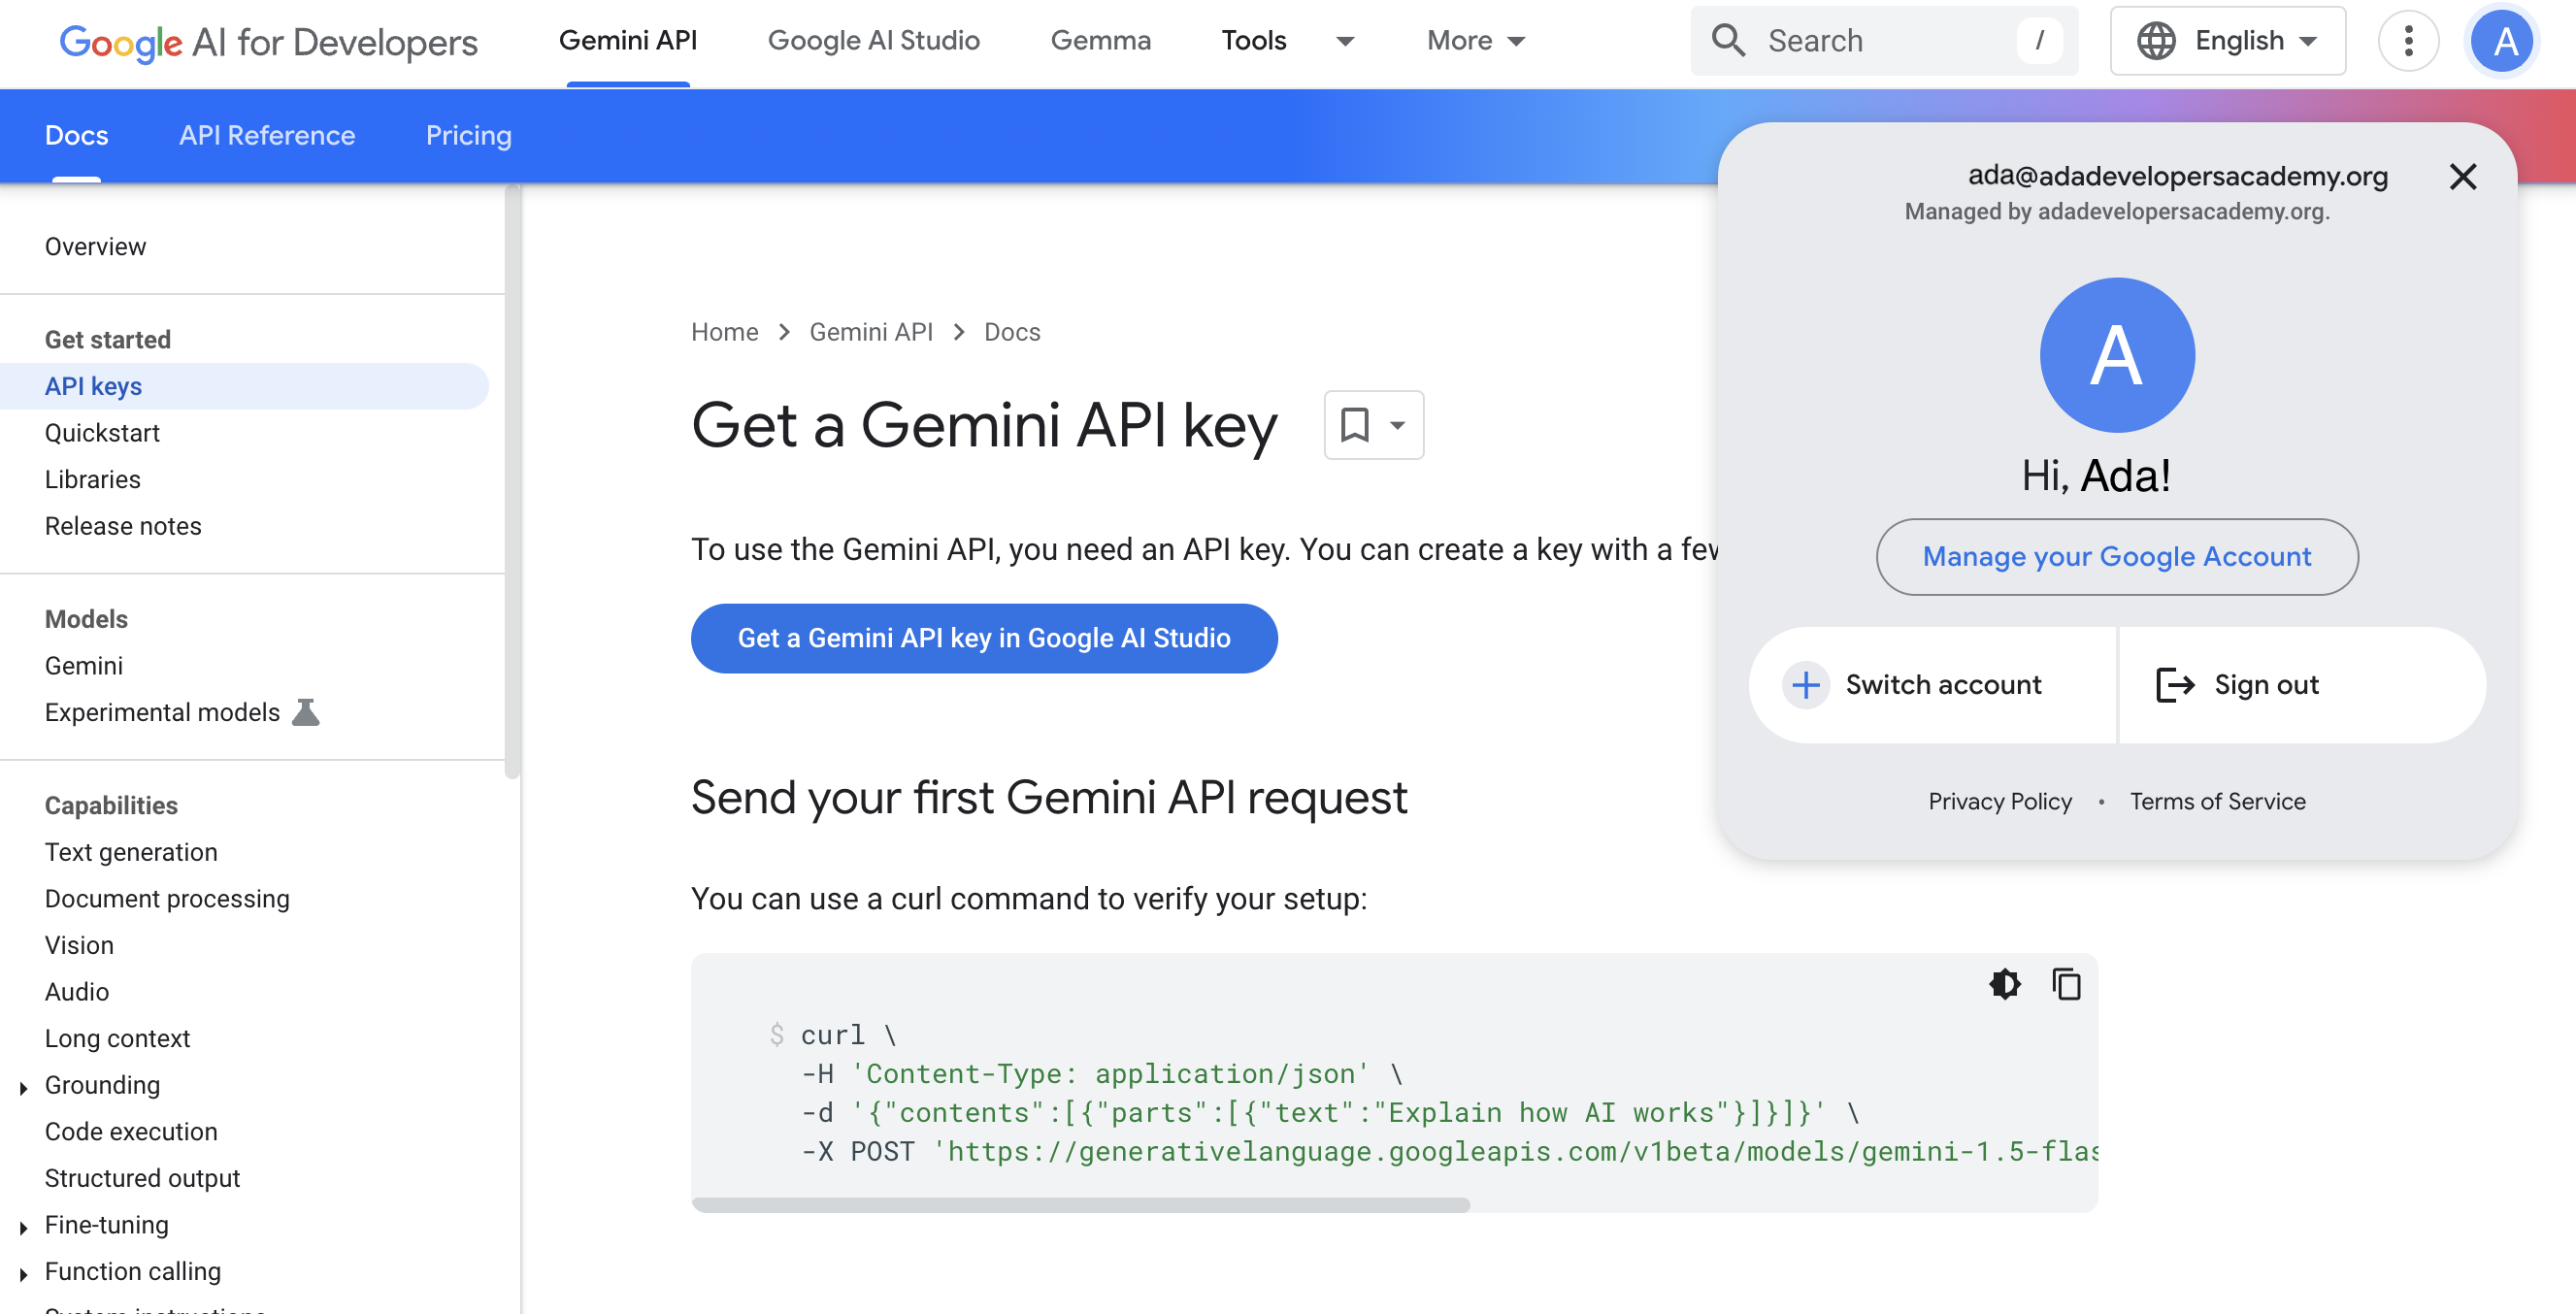 Google AI for Developers
Gemini API
Google AI Studio
Gemma
Tools
More
Search
/
English
A
Docs
API Reference
Pricing
Overview
Get started
API keys
Quickstart
Libraries
Release notes
Models
Gemini
Experimental models
Capabilities
Text generation
Document processing
Vision
Audio
Long context
Grounding
Code execution
Structured output
Fine-tuning
Function calling
System instructions
Home > Gemini API > Docs
Get a Gemini API key
To use the Gemini API, you need an API key. You can create a key with a few
Get a Gemini API key in Google AI Studio
Send your first Gemini API request
You can use a curl command to verify your setup:
$ curl \
-H 'Content-Type: application/json' \
-d '{"contents":[{"parts":[{"text":"Explain how AI works"}]}]}' \
-X POST 'https://generativelanguage.googleapis.com/v1beta/models/gemini-1.5-flas
ada@adadevelopersacademy.org
Managed by adadevelopersacademy.org.
A
Hi, Ada!
Manage your Google Account
Switch account
Sign out
Privacy Policy • Terms of Service